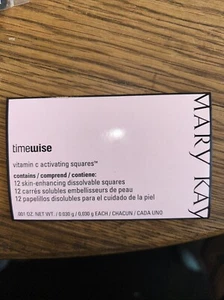 timewise
vitamin c activating squares™
contains / comprend / contiene:
12 skin-enhancing dissolvable squares
12 carrés solubles embellisseurs de peau
12 papelillos disolubles para el cuidado de la piel
.001 OZ. NET WT. / 0.030 g / 0,030 g EACH / CHACUN / CADA UNO
MARY KAY